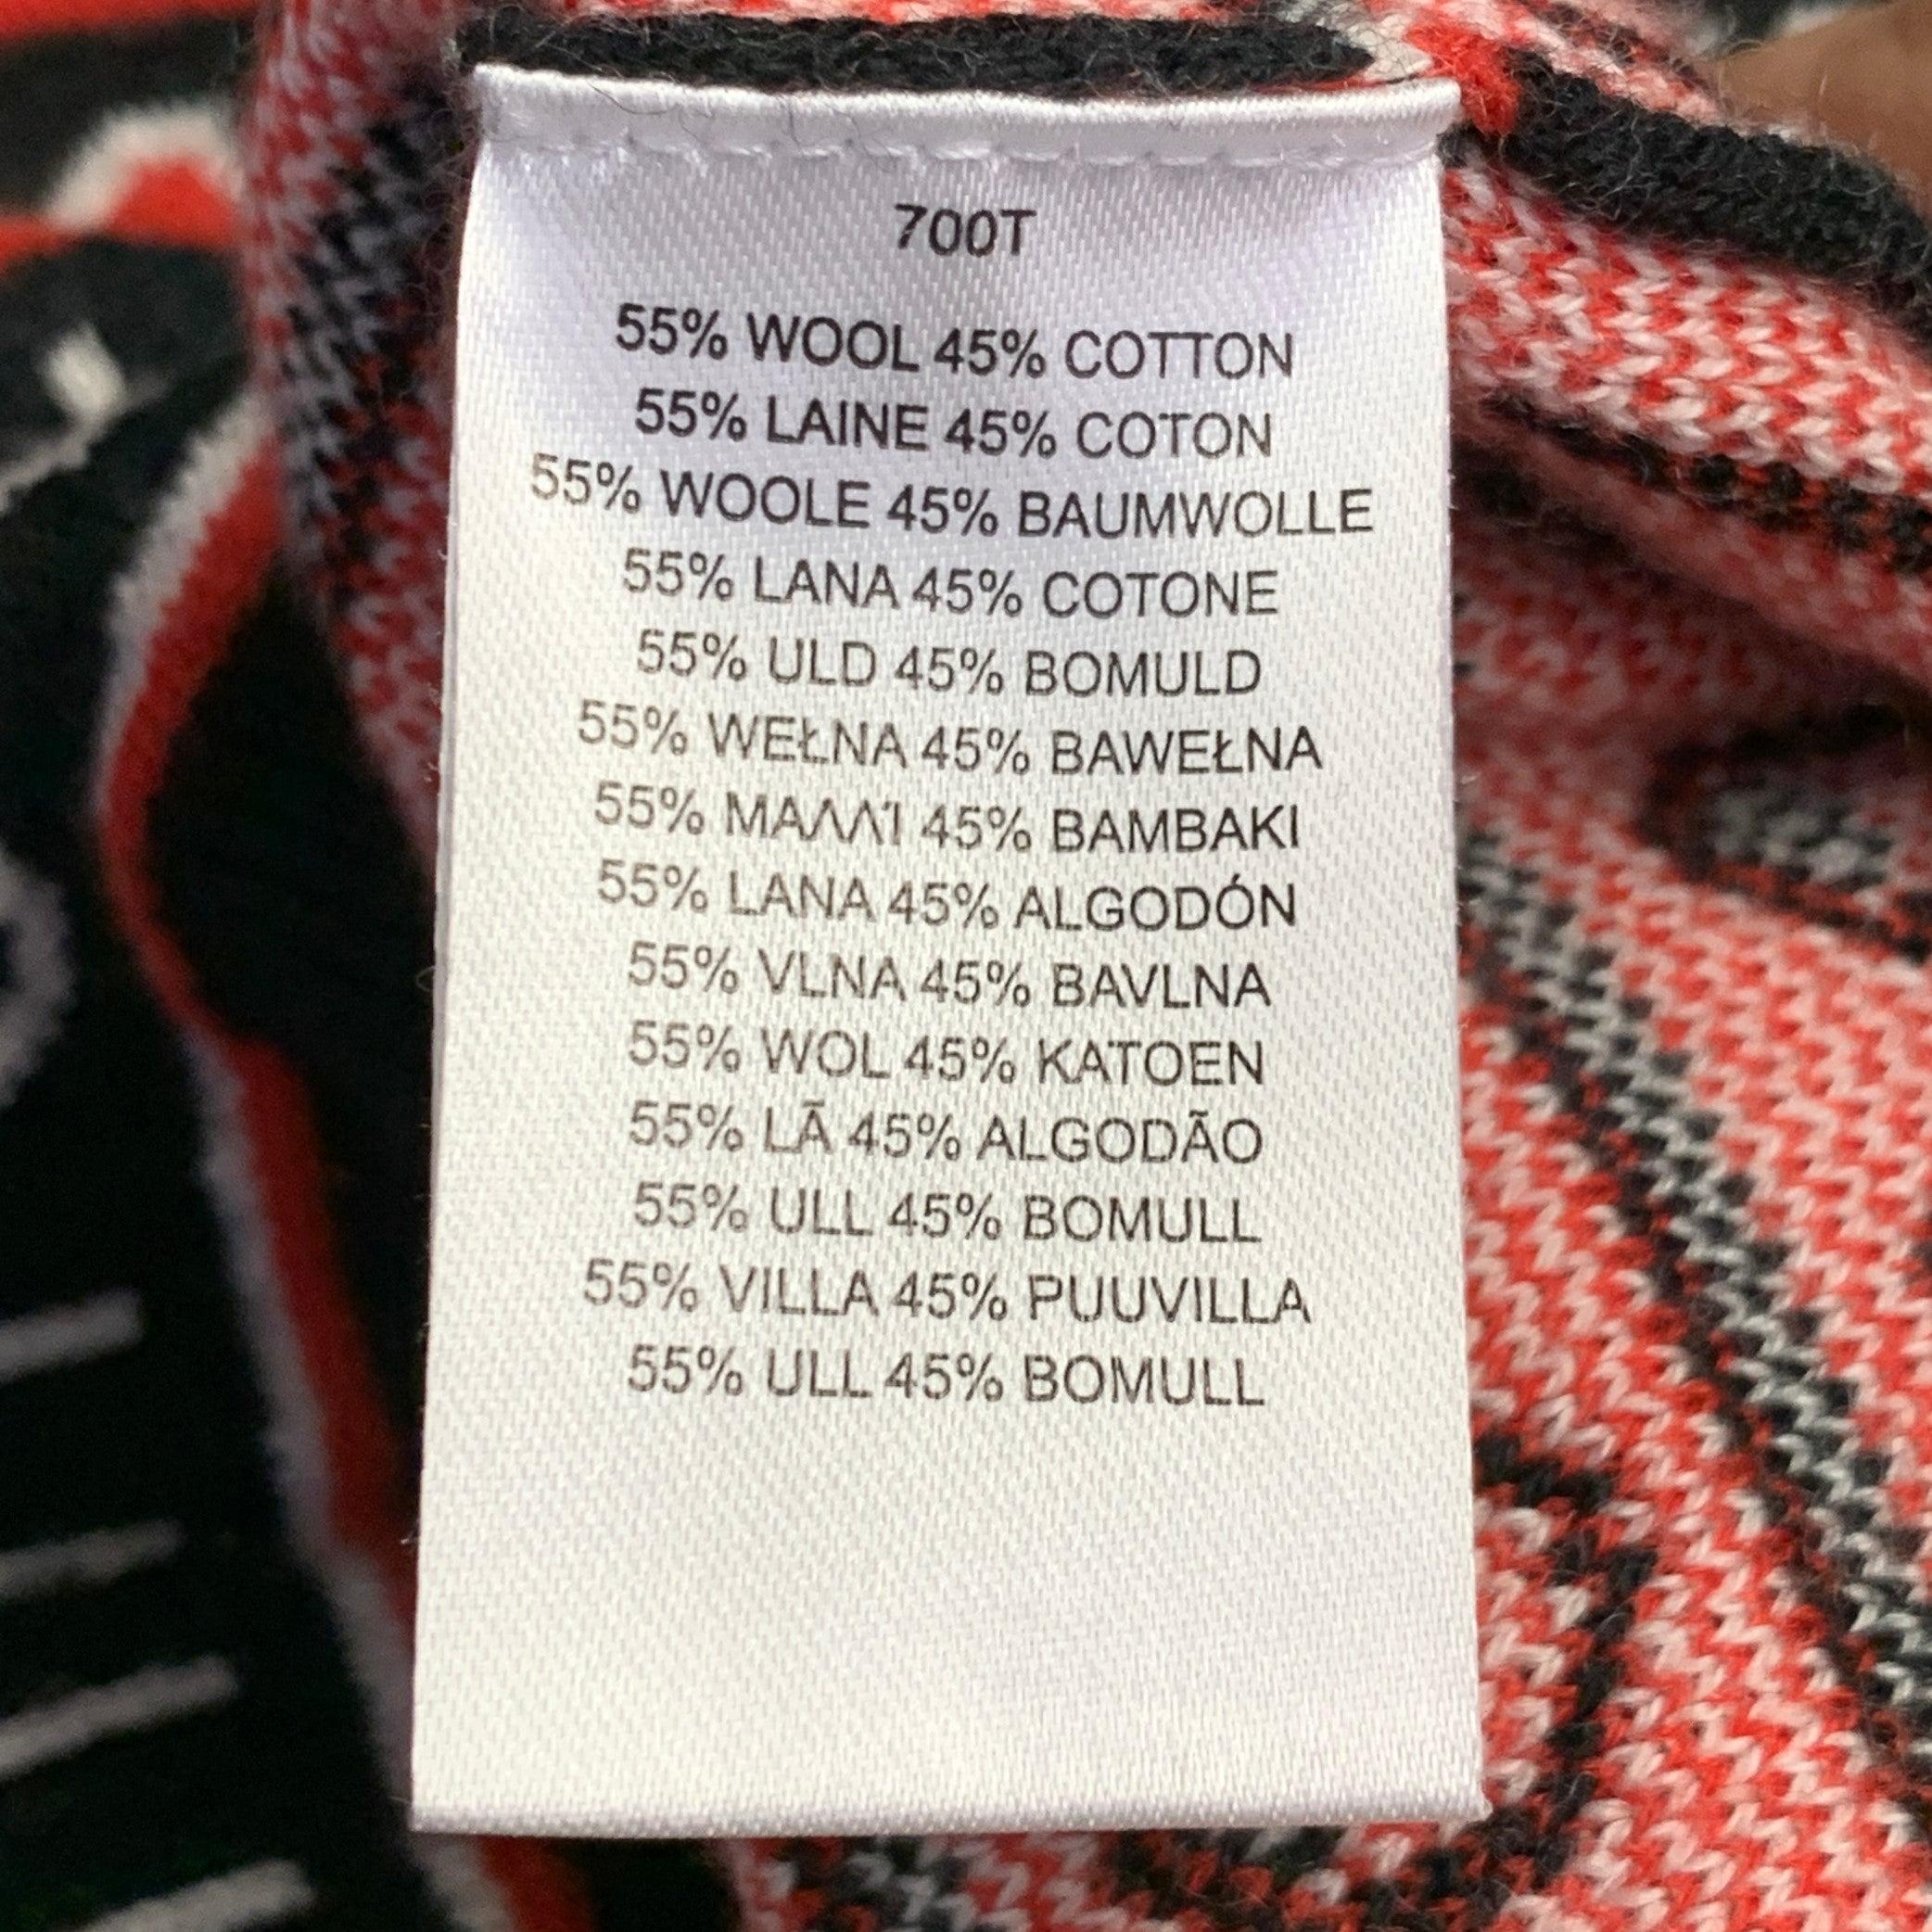 700T
55% WOOL 45% COTTON
55% LAINE 45% COTON
55% WOOLE 45% BAUMWOLLE
55% LANA 45% COTONE
55% ULD 45% BOMULD
55% WEŁNA 45% BAWEŁNA
55% ΜΑΛΛΊ 45% BAMBAKI
55% LANA 45% ALGODÓN
55% VLNA 45% BAVLNA
55% WOL 45% KATOEN
55% LÃ 45% ALGODÃO
55% ULL 45% BOMULL
55% VILLA 45% PUUVILLA
55% ULL 45% BOMULL